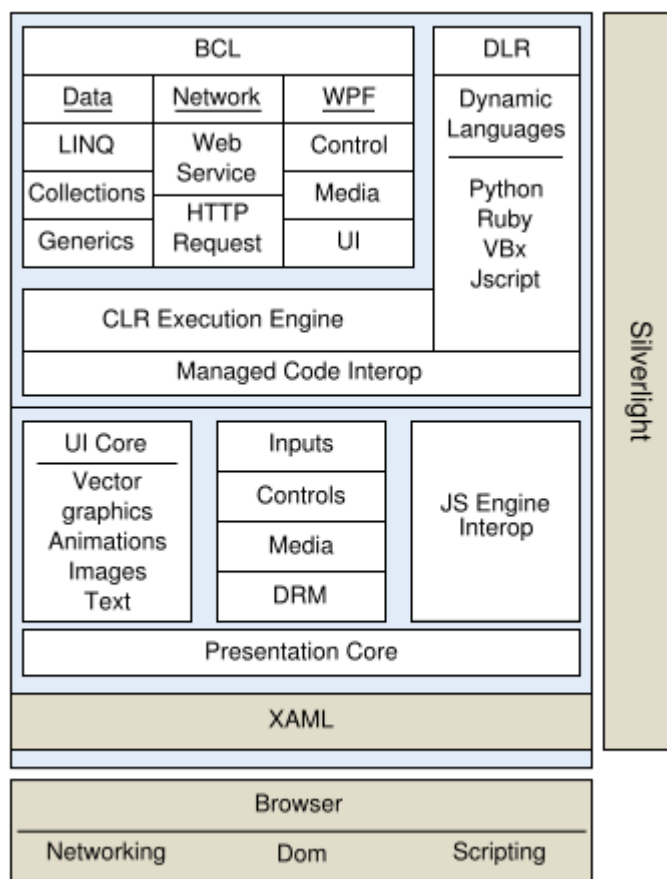 BCL
Data
Network
WPF
LINQ
Collections
Generics
Web
Service
HTTP
Request
Control
Media
UI
DLR
Dynamic
Languages
Python
Ruby
VBx
Jscript
CLR Execution Engine
Managed Code Interop
UI Core
Vector
graphics
Animations
Images
Text
Inputs
Controls
Media
DRM
JS Engine
Interop
Presentation Core
XAML
Silverlight
Browser
Networking
Dom
Scripting